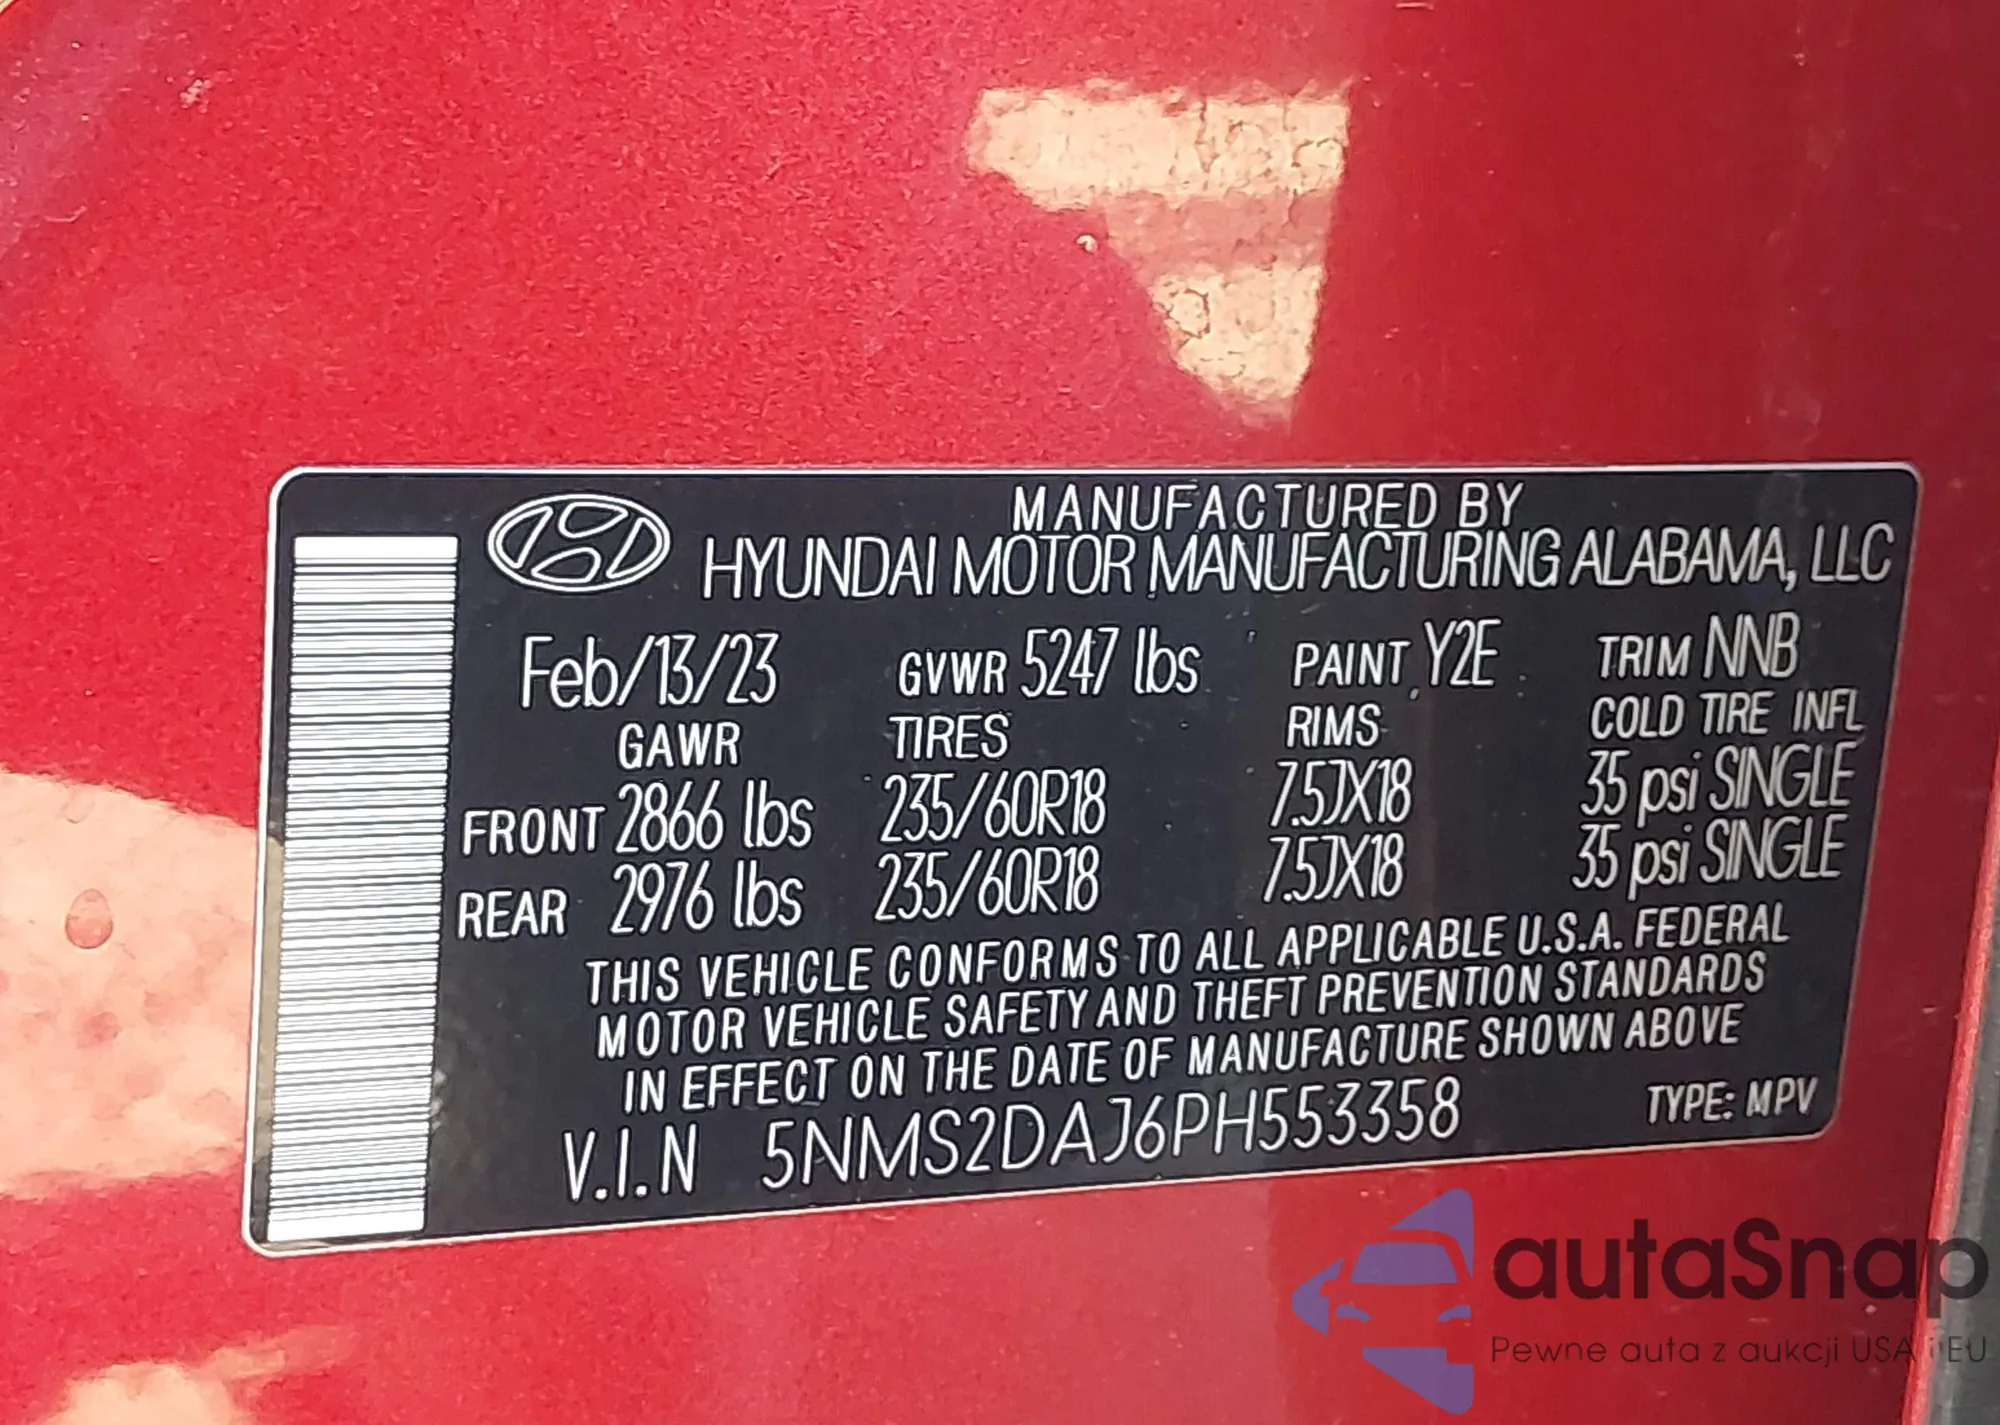 MANUFACTURED BY
HYUNDAI MOTOR MANUFACTURING ALABAMA, LLC
Feb/13/23 GVWR 5247 lbs PAINT Y2E TRIM NNB
GAWR TIRES RIMS COLD TIRE INFL
FRONT 2866 lbs 235/60R18 7.5JX18 35 psi SINGLE
REAR 2976 lbs 235/60R18 7.5JX18 35 psi SINGLE
THIS VEHICLE CONFORMS TO ALL APPLICABLE U.S.A. FEDERAL
MOTOR VEHICLE SAFETY AND THEFT PREVENTION STANDARDS
IN EFFECT ON THE DATE OF MANUFACTURE SHOWN ABOVE
V.I.N 5NMS2DAJ6PH553358 TYPE: MPV
autaSnap
Pewne auta z aukcji USA i EU